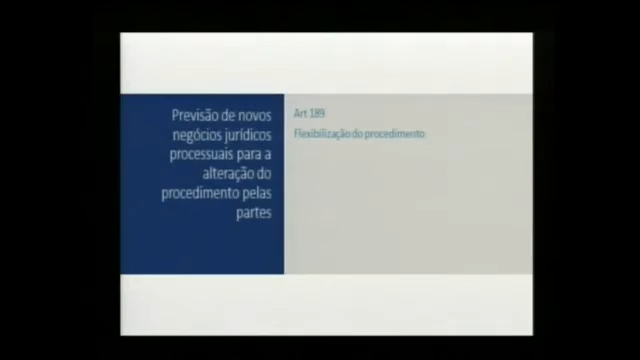 Previsão de novos
negócios jurídicos
processuais para a
alteração do
procedimento pelas
partes
Art 189
Flexibilização do procedimento